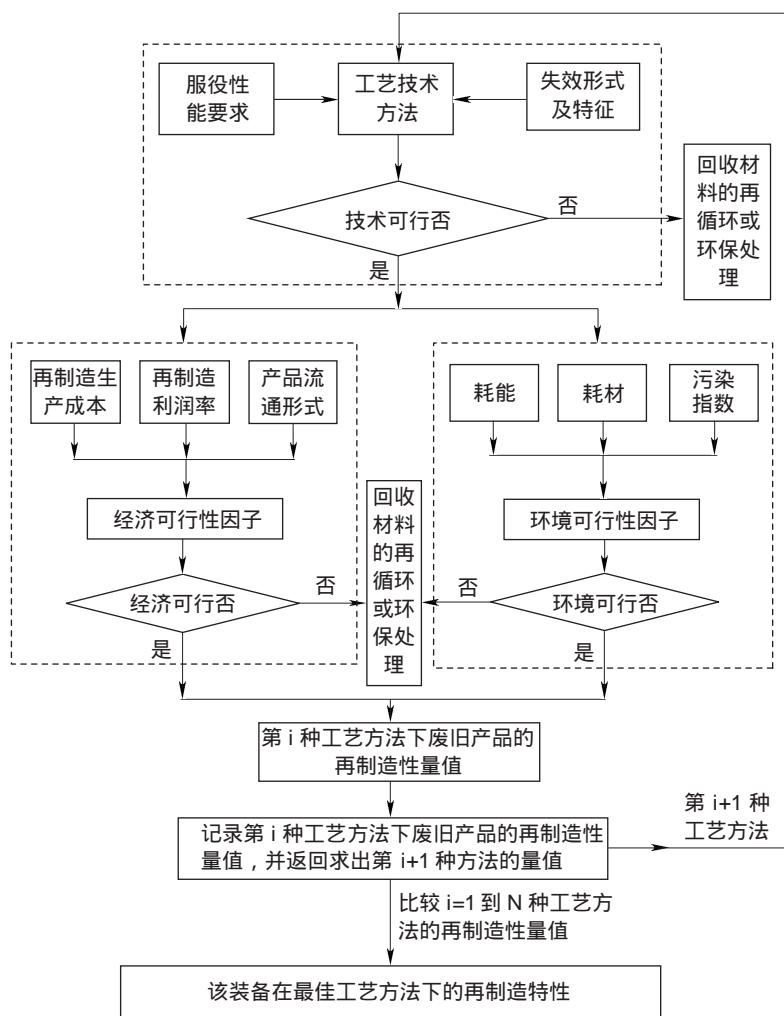 服役性
能要求
工艺技术
方法
失效形式
及特征
技术可行否
否
是
回收材
料的再
循环或
环保处
理
再制造生
产成本
再制造
利润率
产品流
通形式
耗能
耗材
污染
指数
经济可行性因子
环境可行性因子
回收
材料
的再
循环
或环
保处
理
经济可行否
否
是
环境可行否
否
是
第 i 种工艺方法下废旧产品的
再制造性量值
记录第 i 种工艺方法下废旧产品的再制造性
量值，并返回求出第 i+1 种方法的量值
第 i+1 种
工艺方法
比较 i=1 到 N 种工艺方
法的再制造性量值
该装备在最佳工艺方法下的再制造特性